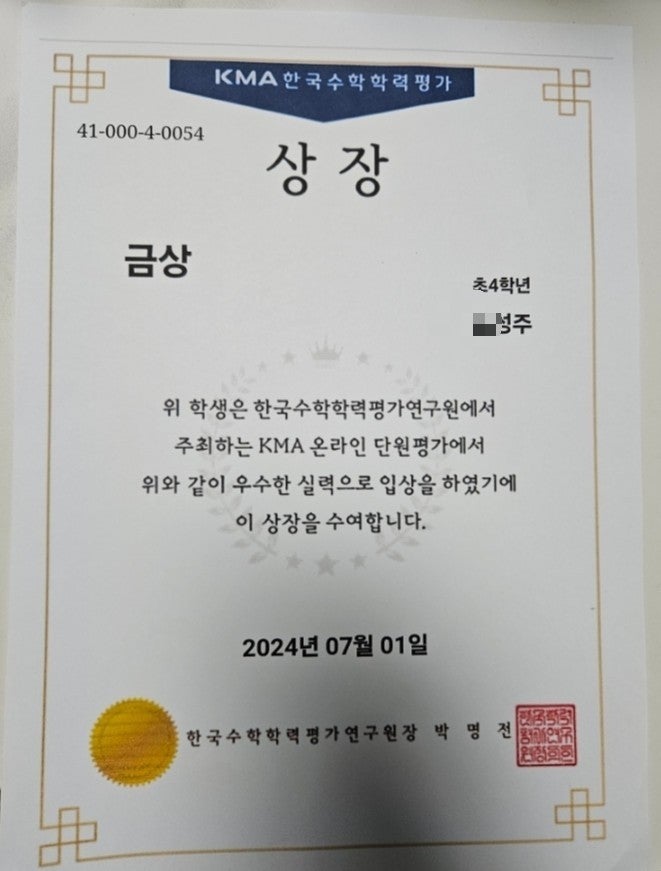 KMA 한국수학학력평가
41-000-4-0054
상 장
금상
초4학년
성주
위 학생은 한국수학학력평가연구원에서
주최하는 KMA 온라인 단원평가에서
위와 같이 우수한 실력으로 입상을 하였기에
이 상장을 수여합니다.
2024년 07월 01일
한국수학학력평가연구원장 박 명 전